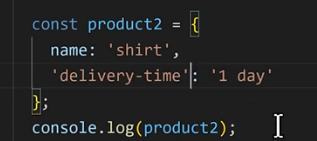 const product2 = {
  name: 'shirt',
  'delivery-time': '1 day'
};
console.log(product2);